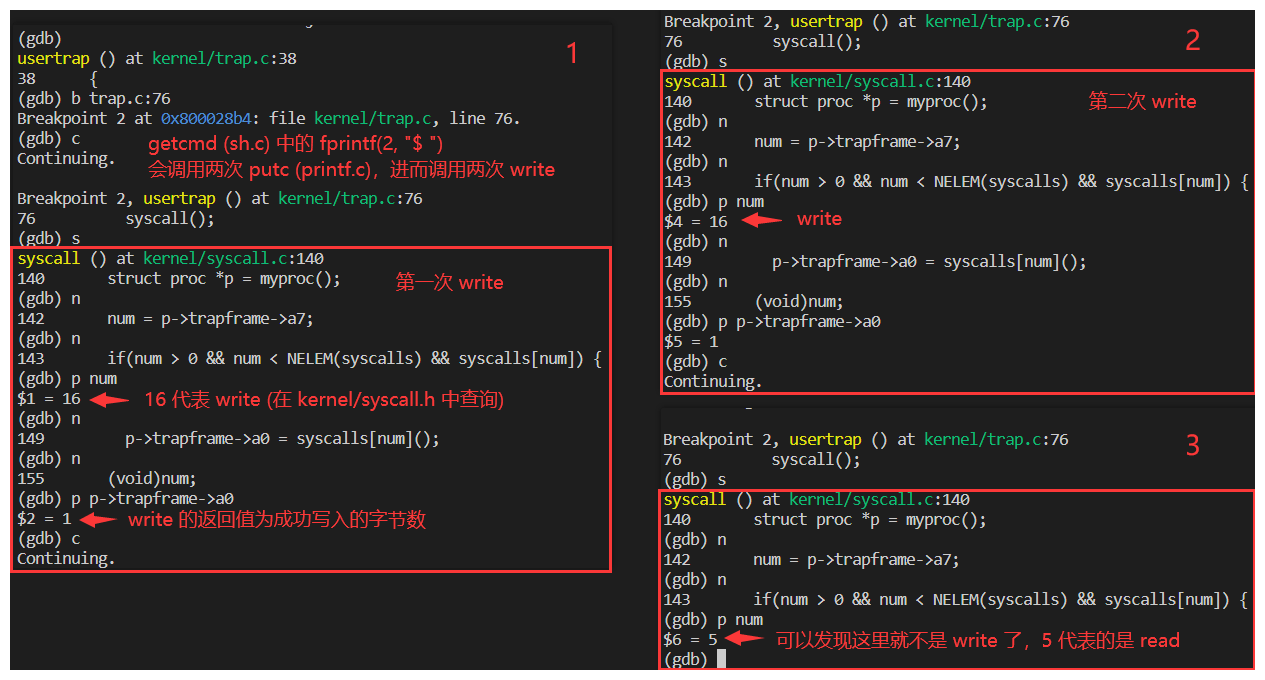 (gdb)
usertrap () at kernel/trap.c:38
1
38 {
(gdb) b trap.c:76
Breakpoint 2 at 0x800028b4: file kernel/trap.c, line 76.
(gdb) c
Continuing.
getcmd (sh.c) 中的 fprintf(2, "$ ")
会调用两次 putc (printf.c)，进而调用两次 write
Breakpoint 2, usertrap () at kernel/trap.c:76
76 syscall();
(gdb) s
syscall () at kernel/syscall.c:140
140 struct proc *p = myproc();
第一次 write
(gdb) n
142 num = p->trapframe->a7;
(gdb) n
143 if(num > 0 && num < NELEM(syscalls) && syscalls[num]) {
(gdb) p num
$1 = 16
16 代表 write (在 kernel/syscall.h 中查询)
(gdb) n
149 p->trapframe->a0 = syscalls[num]();
(gdb) n
155 (void)num;
(gdb) p p->trapframe->a0
$2 = 1
write 的返回值为成功写入的字节数
(gdb) c
Continuing.
Breakpoint 2, usertrap () at kernel/trap.c:76
76 syscall();
2
(gdb) s
syscall () at kernel/syscall.c:140
140 struct proc *p = myproc();
第二次 write
(gdb) n
142 num = p->trapframe->a7;
(gdb) n
143 if(num > 0 && num < NELEM(syscalls) && syscalls[num]) {
(gdb) p num
$4 = 16
write
(gdb) n
149 p->trapframe->a0 = syscalls[num]();
(gdb) n
155 (void)num;
(gdb) p p->trapframe->a0
$5 = 1
(gdb) c
Continuing.
Breakpoint 2, usertrap () at kernel/trap.c:76
3
76 syscall();
(gdb) s
syscall () at kernel/syscall.c:140
140 struct proc *p = myproc();
(gdb) n
142 num = p->trapframe->a7;
(gdb) n
143 if(num > 0 && num < NELEM(syscalls) && syscalls[num]) {
(gdb) p num
$6 = 5
可以发现这里就不是 write 了，5 代表的是 read
(gdb)